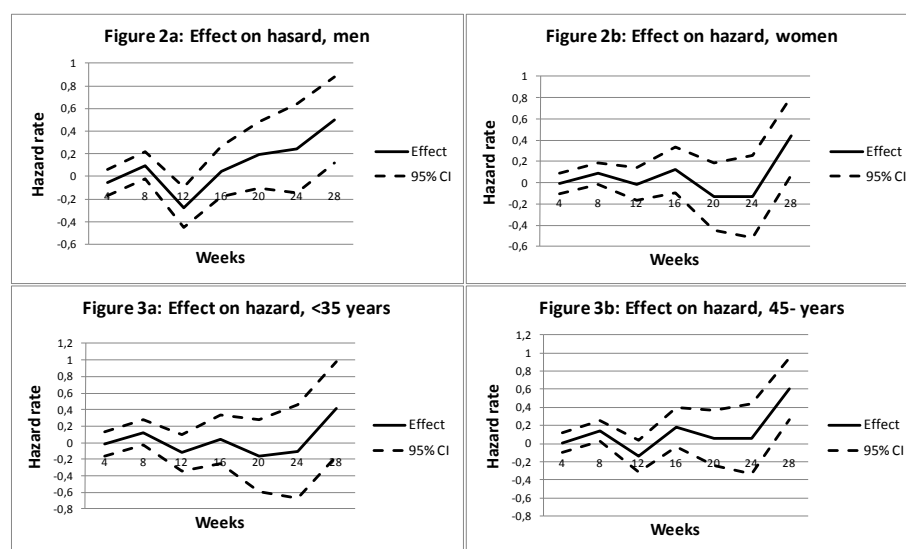 Figure 2a: Effect on hasard, men
1
0,8
0,6
0,4
0,2
0
-0,2
-0,4
-0,6
4 8 12 16 20 24 28
Hazard rate
Weeks
Effect
95% CI
Figure 2b: Effect on hazard, women
1
0,8
0,6
0,4
0,2
0
-0,2
-0,4
-0,6
4 8 12 16 20 24 28
Hazard rate
Weeks
Effect
95% CI
Figure 3a: Effect on hazard, <35 years
1,2
1
0,8
0,6
0,4
0,2
0
-0,2
-0,4
-0,6
-0,8
4 8 12 16 20 24 28
Hazard rate
Weeks
Effect
95% CI
Figure 3b: Effect on hazard, 45- years
1,2
1
0,8
0,6
0,4
0,2
0
-0,2
-0,4
-0,6
-0,8
4 8 12 16 20 24 28
Hazard rate
Weeks
Effect
95% CI